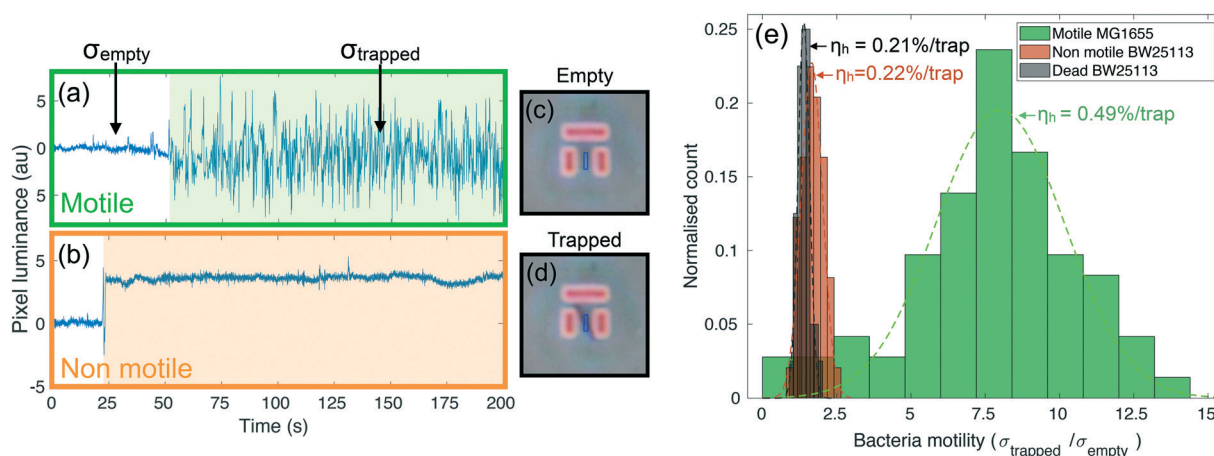 σempty
σtrapped
(a)
5
0
5
Motile
(b)
5
0
-5
Non motile
Pixel luminance (au)
0 25 50 75 100 125 150 175 200
Time (s)
Empty
(c)
Trapped
(d)
(e)
0.25
0.2
0.15
0.1
0.05
0
Normalised count
Motile MG1655
Non motile BW25113
Dead BW25113
ηh = 0.21%/trap
ηh=0.22%/trap
ηh = 0.49%/trap
0 2.5 5 7.5 10 12.5 15
Bacteria motility (σtrapped/σempty)